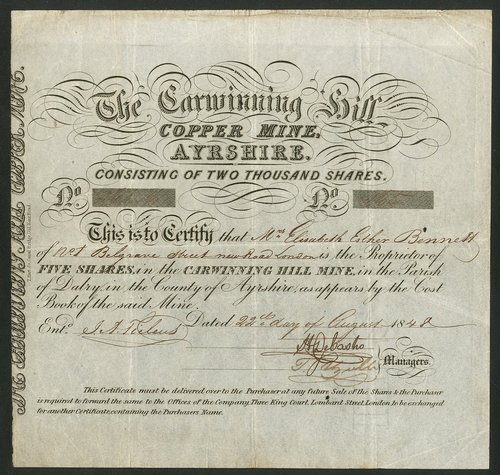 The Carwinning Hill
COPPER MINE,
AYRSHIRE.
CONSISTING OF TWO THOUSAND SHARES.
No No
This is to Certify that Mrs Elisabeth Esther Bennett
of No 1 Belgrave Street new Road London is the Proprietor of
FIVE SHARES, in the CARWINNING HILL MINE, in the Parish
of Dalry, in the County of Ayrshire, as appears by the Cost
Book of the said Mine.
Entd. Dated 22nd day of August 1848
Managers.
This Certificate must be delivered over to the Purchaser at any future Sale of the Shares & the Purchaser
is required to forward the same to the Offices of the Company, Three King Court, Lombard Street, London to be exchanged
for another Certificate, containing the Purchasers Name.